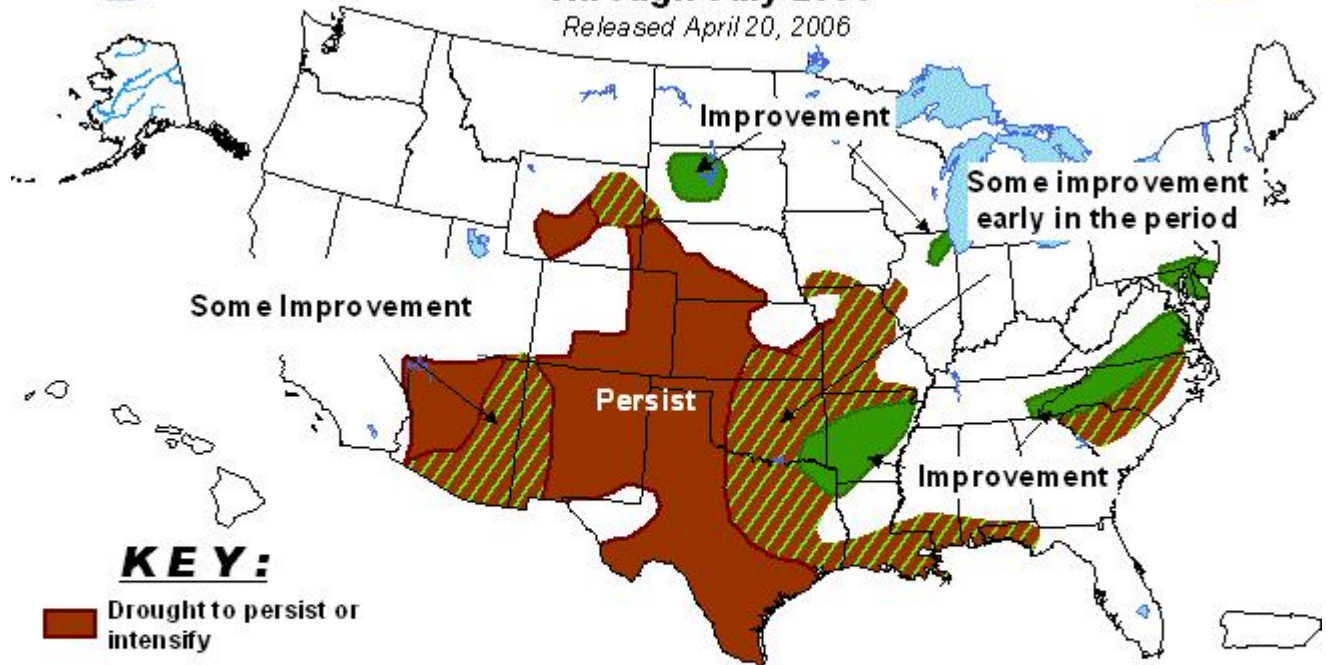 Released April 20, 2006
Improvement
Some improvement
early in the period
Some Improvement
Persist
Improvement
KEY:
Drought to persist or
intensify